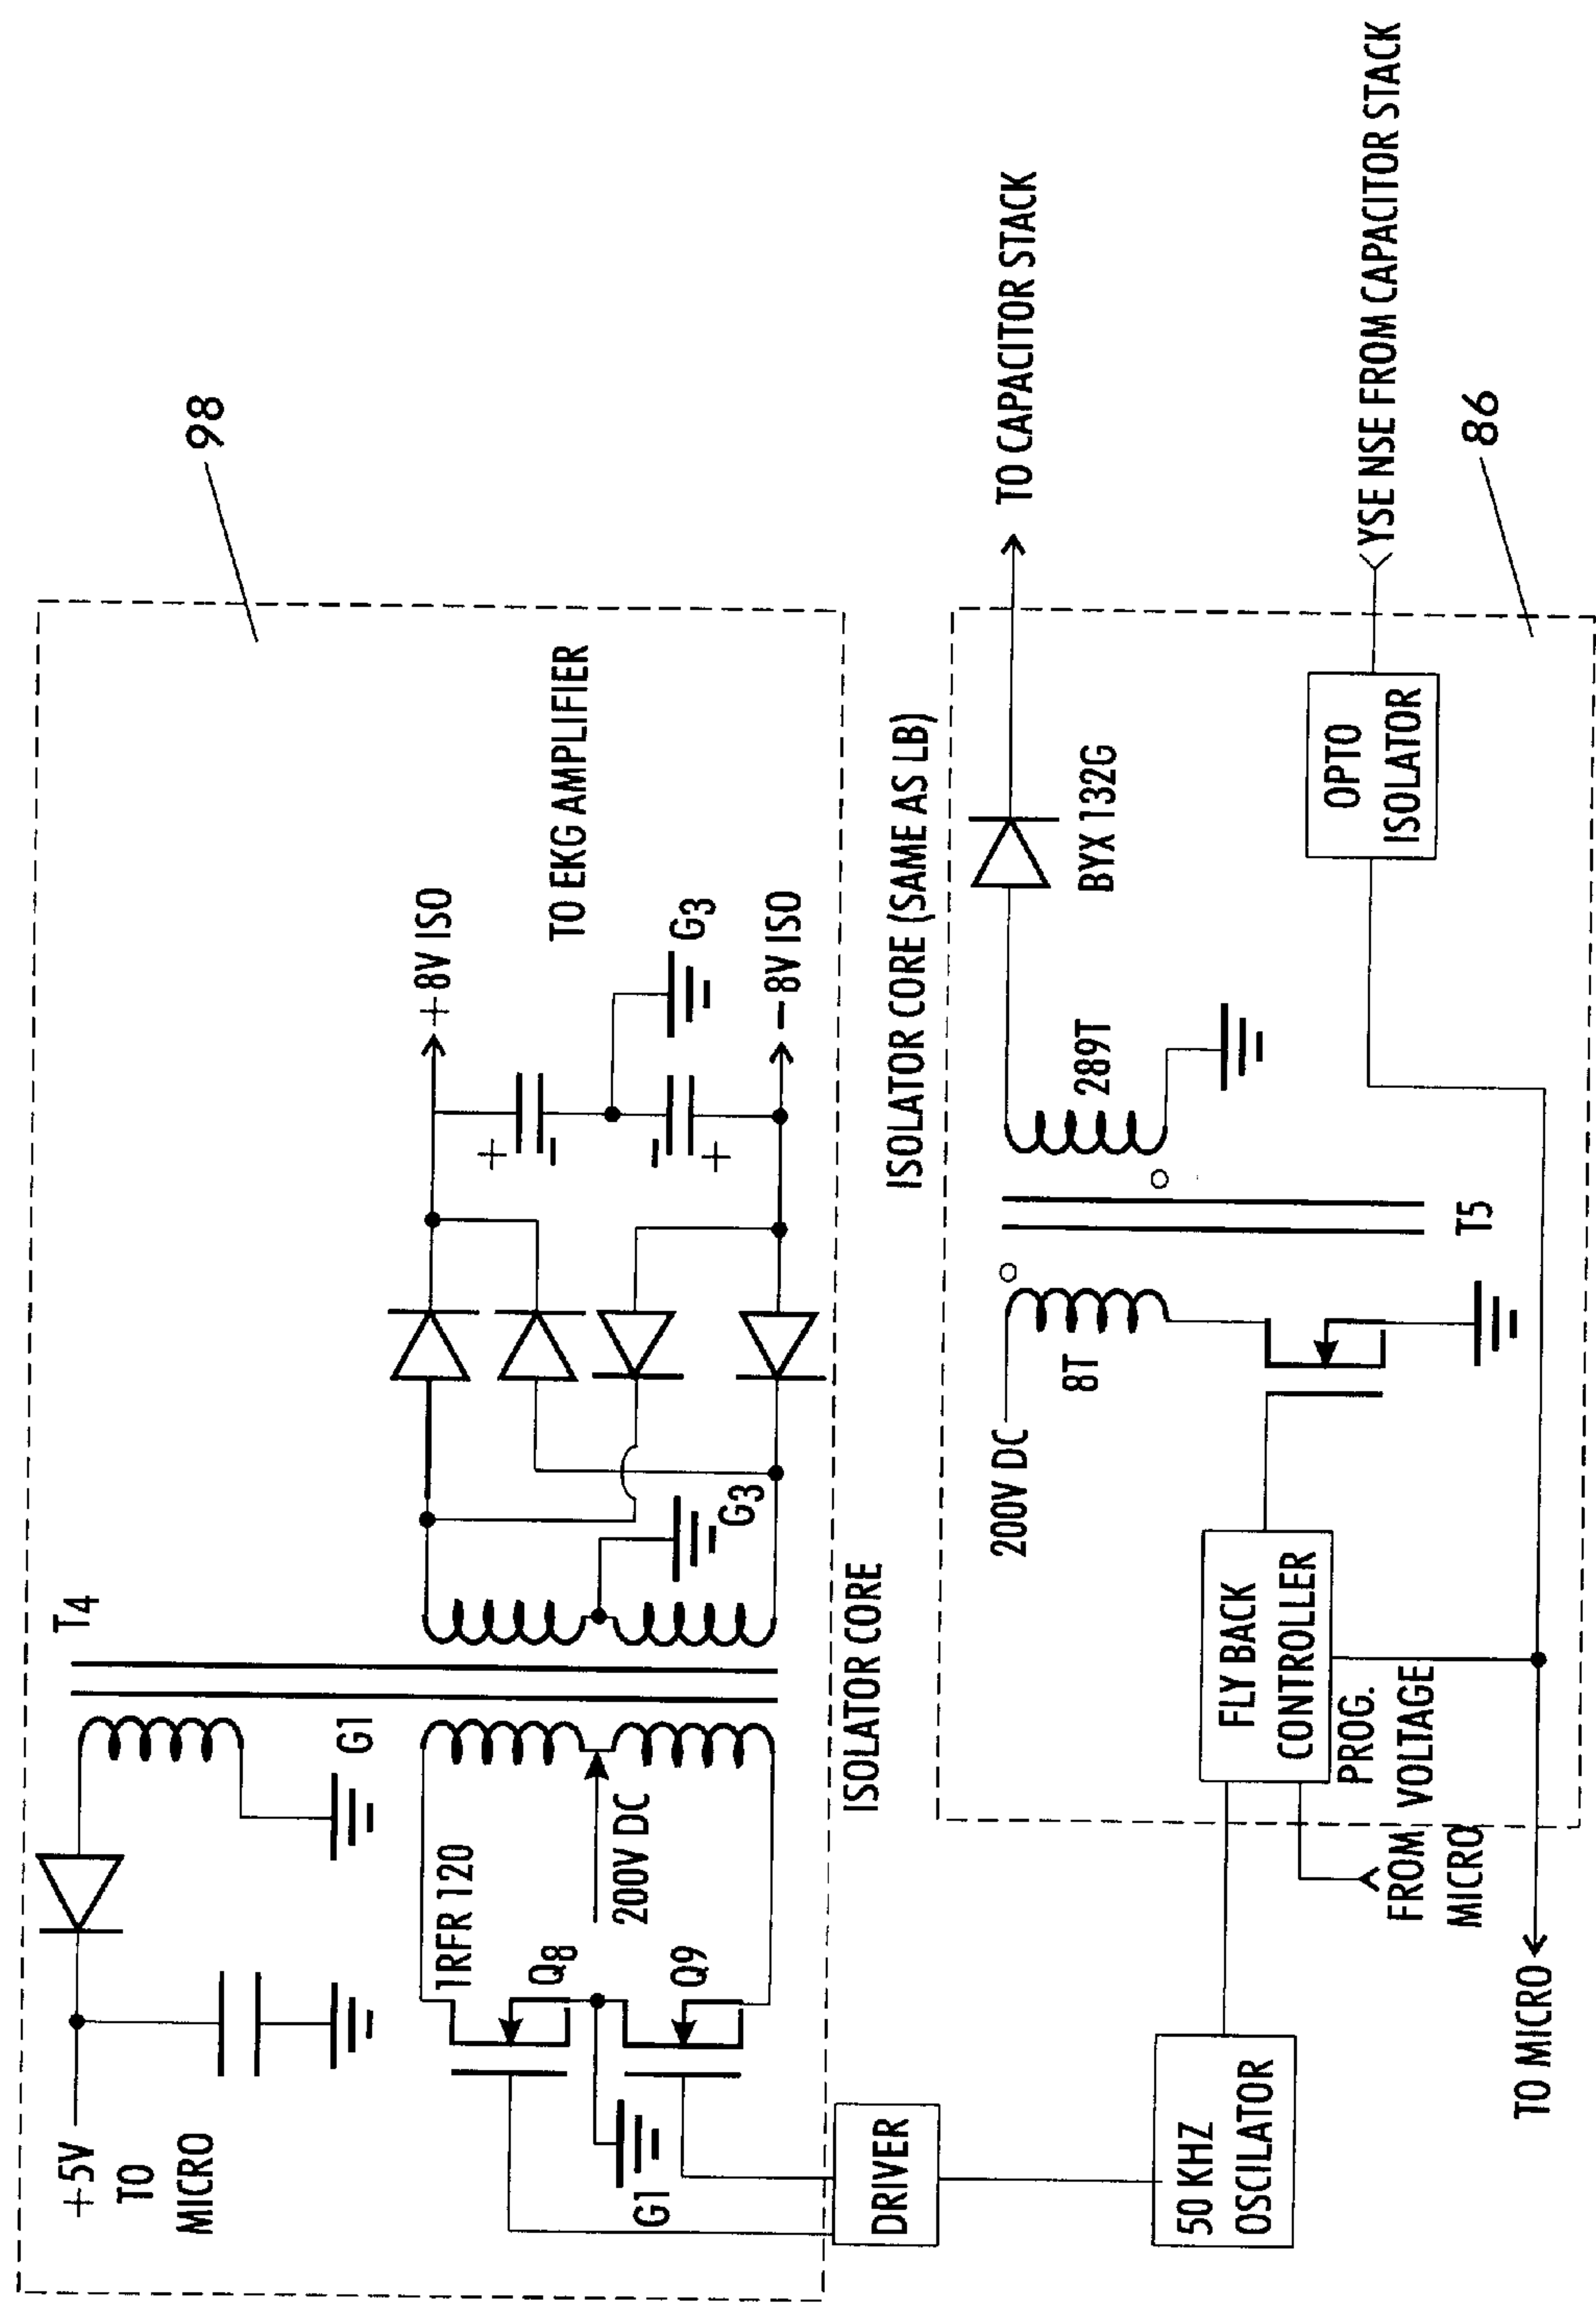 98
T4
+5V
TO
MICRO
G1
1RFR 120
Q8
Q9
G1
200V DC
G3
+8V ISO
TO EKG AMPLIFIER
G3
-8V ISO
ISOLATOR CORE
DRIVER
50 KHZ
OSCILATOR
ISOLATOR CORE (SAME AS LB)
200V DC
8T
289T
T5
BYX 132G
TO CAPACITOR STACK
FLY BACK
CONTROLLER
PROG.
FROM VOLTAGE
MICRO
OPTO
ISOLATOR
YSE NSE FROM CAPACITOR STACK
86
TO MICRO